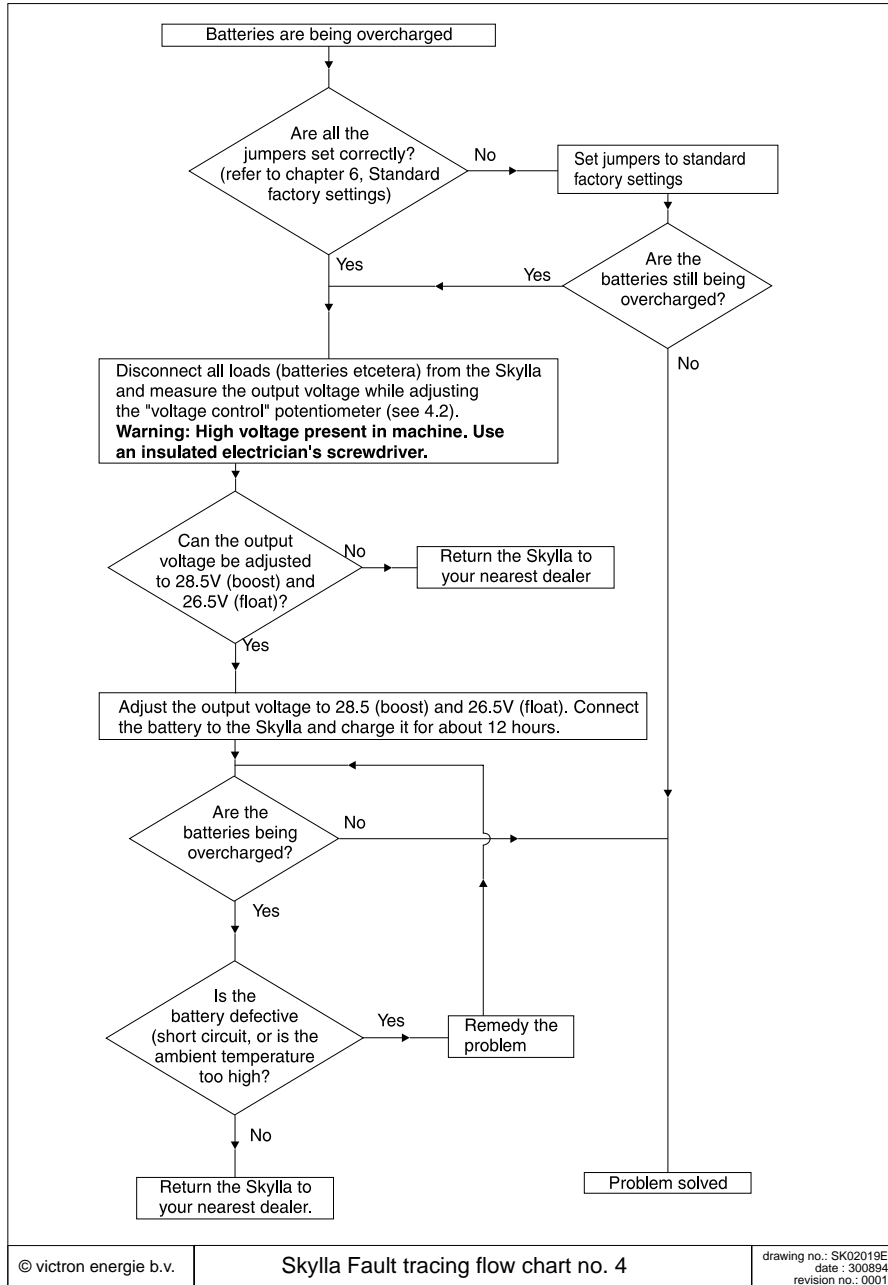 Batteries are being overcharged
Are all the
jumpers set correctly?
(refer to chapter 6, Standard
factory settings)
No
Set jumpers to standard
factory settings
Yes
Yes
Are the
batteries still being
overcharged?
No
Disconnect all loads (batteries etcetera) from the Skylla
and measure the output voltage while adjusting
the "voltage control" potentiometer (see 4.2).
Warning: High voltage present in machine. Use
an insulated electrician's screwdriver.
Can the output
voltage be adjusted
to 28.5V (boost) and
26.5V (float)?
No
Return the Skylla to
your nearest dealer
Yes
Adjust the output voltage to 28.5 (boost) and 26.5V (float). Connect
the battery to the Skylla and charge it for about 12 hours.
Are the
batteries being
overcharged?
No
Yes
Is the
battery defective
(short circuit, or is the
ambient temperature
too high?
Yes
Remedy the
problem
No
Return the Skylla to
your nearest dealer.
Problem solved
© victron energie b.v.
Skylla Fault tracing flow chart no. 4
drawing no.: SK02019E
date : 300894
revision no.: 0001